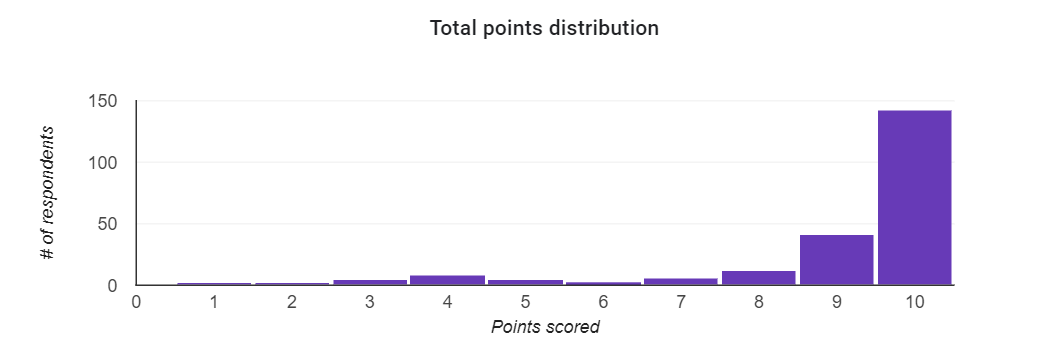 Total points distribution
# of respondents
150
100
50
0
0 1 2 3 4 5 6 7 8 9 10
Points scored